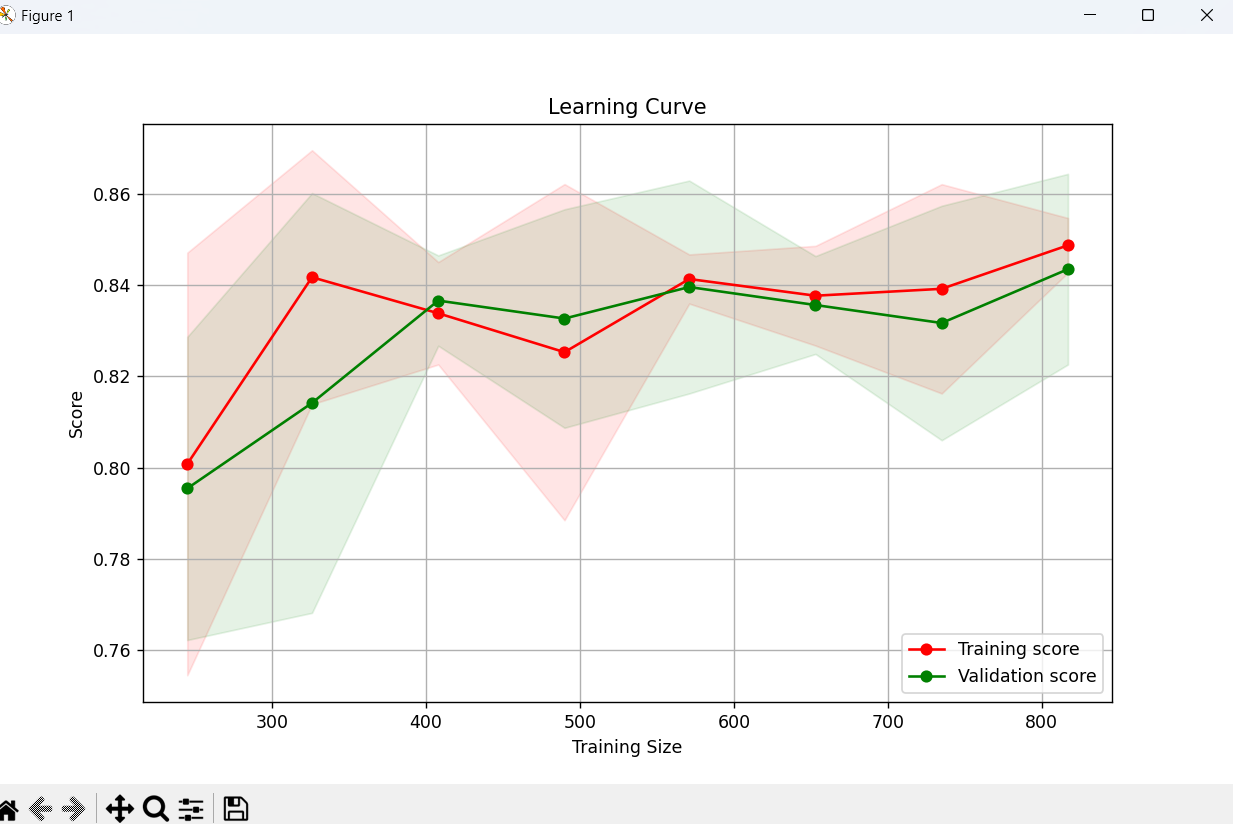 Figure 1
Learning Curve
0.86
0.84
0.82
0.80
0.78
0.76
Score
Training score
Validation score
300 400 500 600 700 800
Training Size